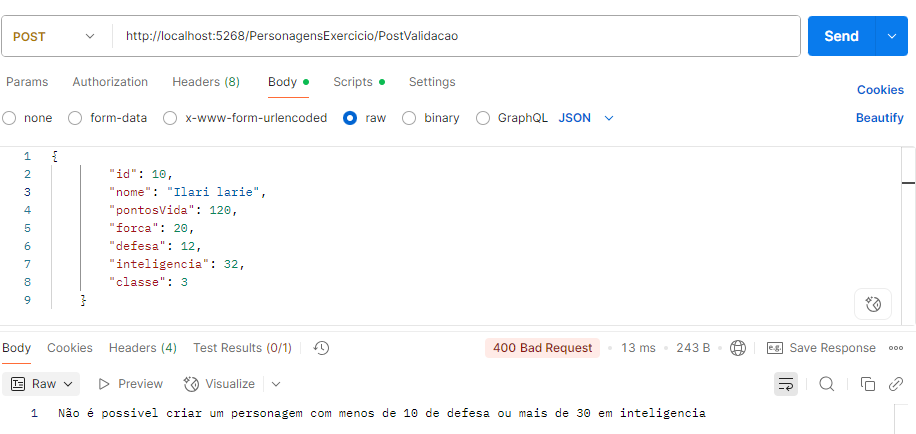 POST http://localhost:5268/PersonagensExercicio/PostValidacao Send
Params Authorization Headers (8) Body Scripts Settings Cookies
none form-data x-www-form-urlencoded raw binary GraphQL JSON Beautify
1 {
2 "id": 10,
3 "nome": "Ilari larie",
4 "pontosVida": 120,
5 "forca": 20,
6 "defesa": 12,
7 "inteligencia": 32,
8 "classe": 3
9 }
Body Cookies Headers (4) Test Results (0/1) 400 Bad Request 13 ms 243 B e.g. Save Response
Raw Preview Visualize
1 Não é possivel criar um personagem com menos de 10 de defesa ou mais de 30 em inteligencia